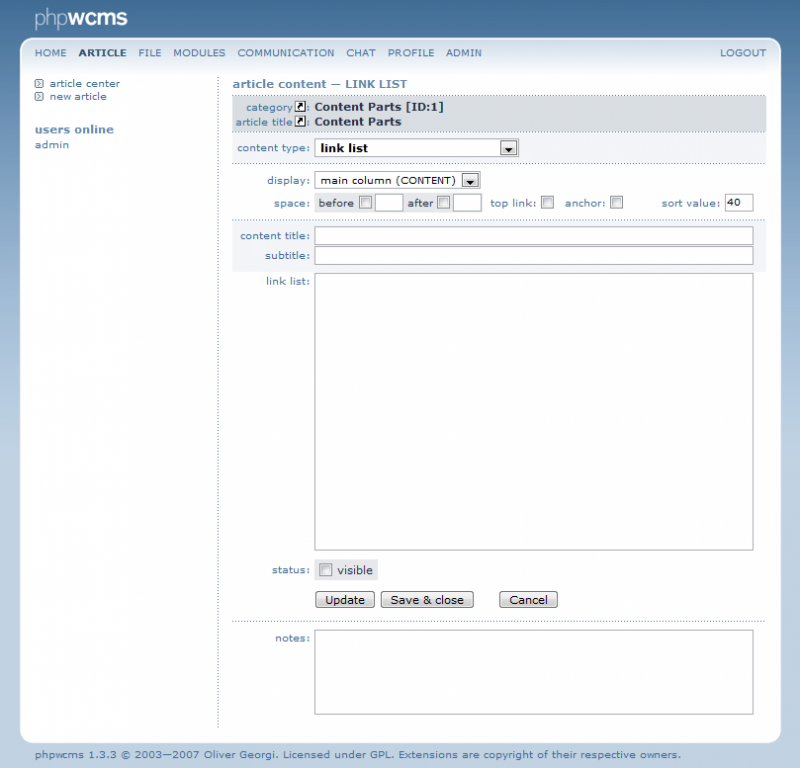 phpwcms
HOME ARTICLE FILE MODULES COMMUNICATION CHAT PROFILE ADMIN LOGOUT
article center
new article
users online
admin
article content — LINK LIST
category: Content Parts [ID:1]
article title: Content Parts
content type: link list
display: main column (CONTENT)
space: before after top link: anchor: sort value: 40
content title:
subtitle:
link list:
status: visible
Update Save & close Cancel
notes:
phpwcms 1.3.3 © 2003—2007 Oliver Georgi. Licensed under GPL. Extensions are copyright of their respective owners.